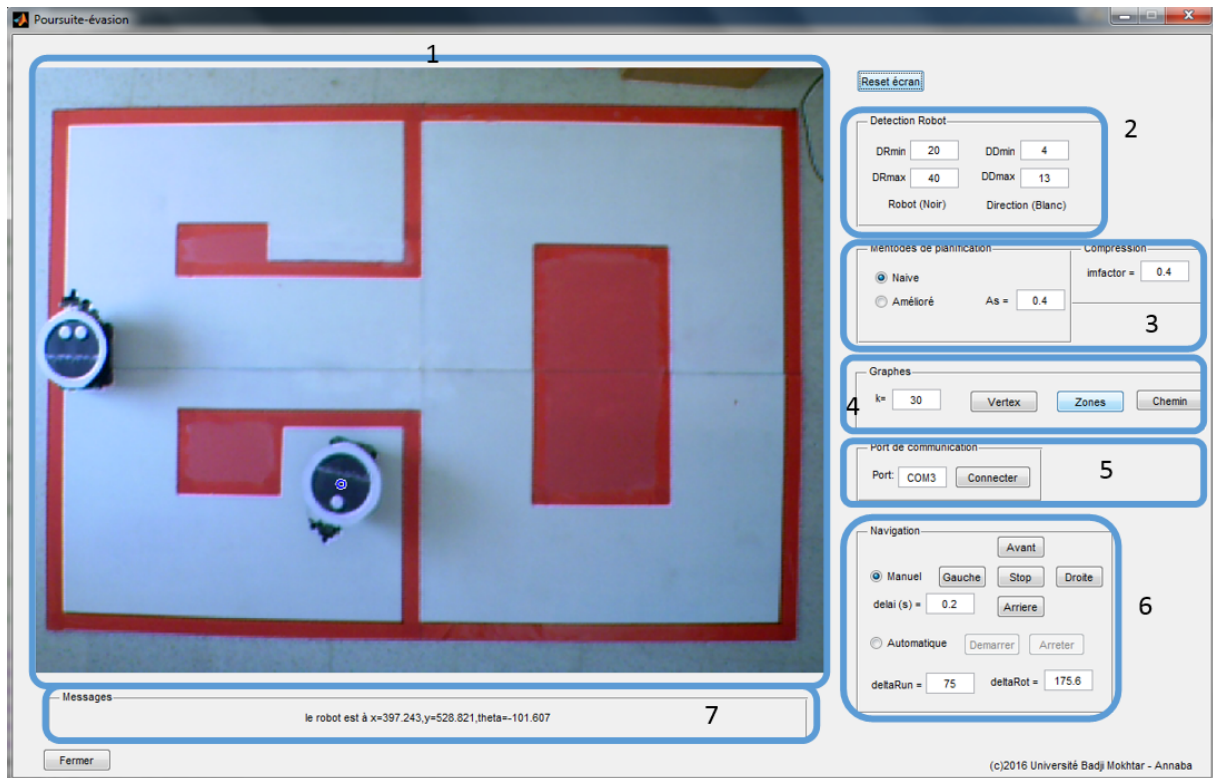 Poursuite-évasion
1
Reset écran
Detection Robot
2
DRmin 20 DDmin 4
DRmax 40 DDmax 13
Robot (Noir) Direction (Blanc)
Mèntodes de planification
Compression
Naive
imfactor = 0.4
Amélioré As = 0.4
3
Graphes
4
k= 30 Vertex Zones Chemin
Port de communication
5
Port: COM3 Connecter
Navigation
Avant
Manuel Gauche Stop Droite
delai (s) = 0.2 Arriere
6
Automatique Demarrer Arreter
deltaRun = 75 deltaRot = 175.6
Messages
le robot est à x=397.243,y=528.821,theta=-101.607
7
Fermer
(c)2016 Université Badji Mokhtar - Annaba